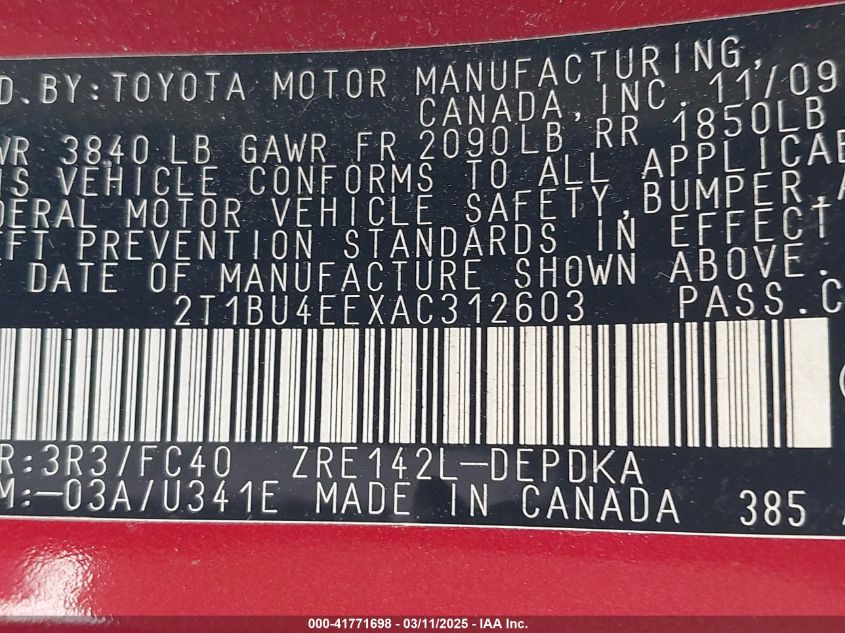 D. BY: TOYOTA MOTOR MANUFACTURING,
CANADA, INC. 11/09
WR 3840 LB GAWR FR 2090LB RR 1850LB
IS VEHICLE CONFORMS TO ALL APPLICAB
DERAL MOTOR VEHICLE SAFETY, BUMPER, A
EFT PREVENTION STANDARDS IN EFFECT
DATE OF MANUFACTURE SHOWN ABOVE.
2T1BU4EEXAC312603 PASS.C
R:3R3/FC40 ZRE142L-DEPDKA
M:-03A/U341E MADE IN CANADA 385
000-41771698 - 03/11/2025 - IAA Inc.